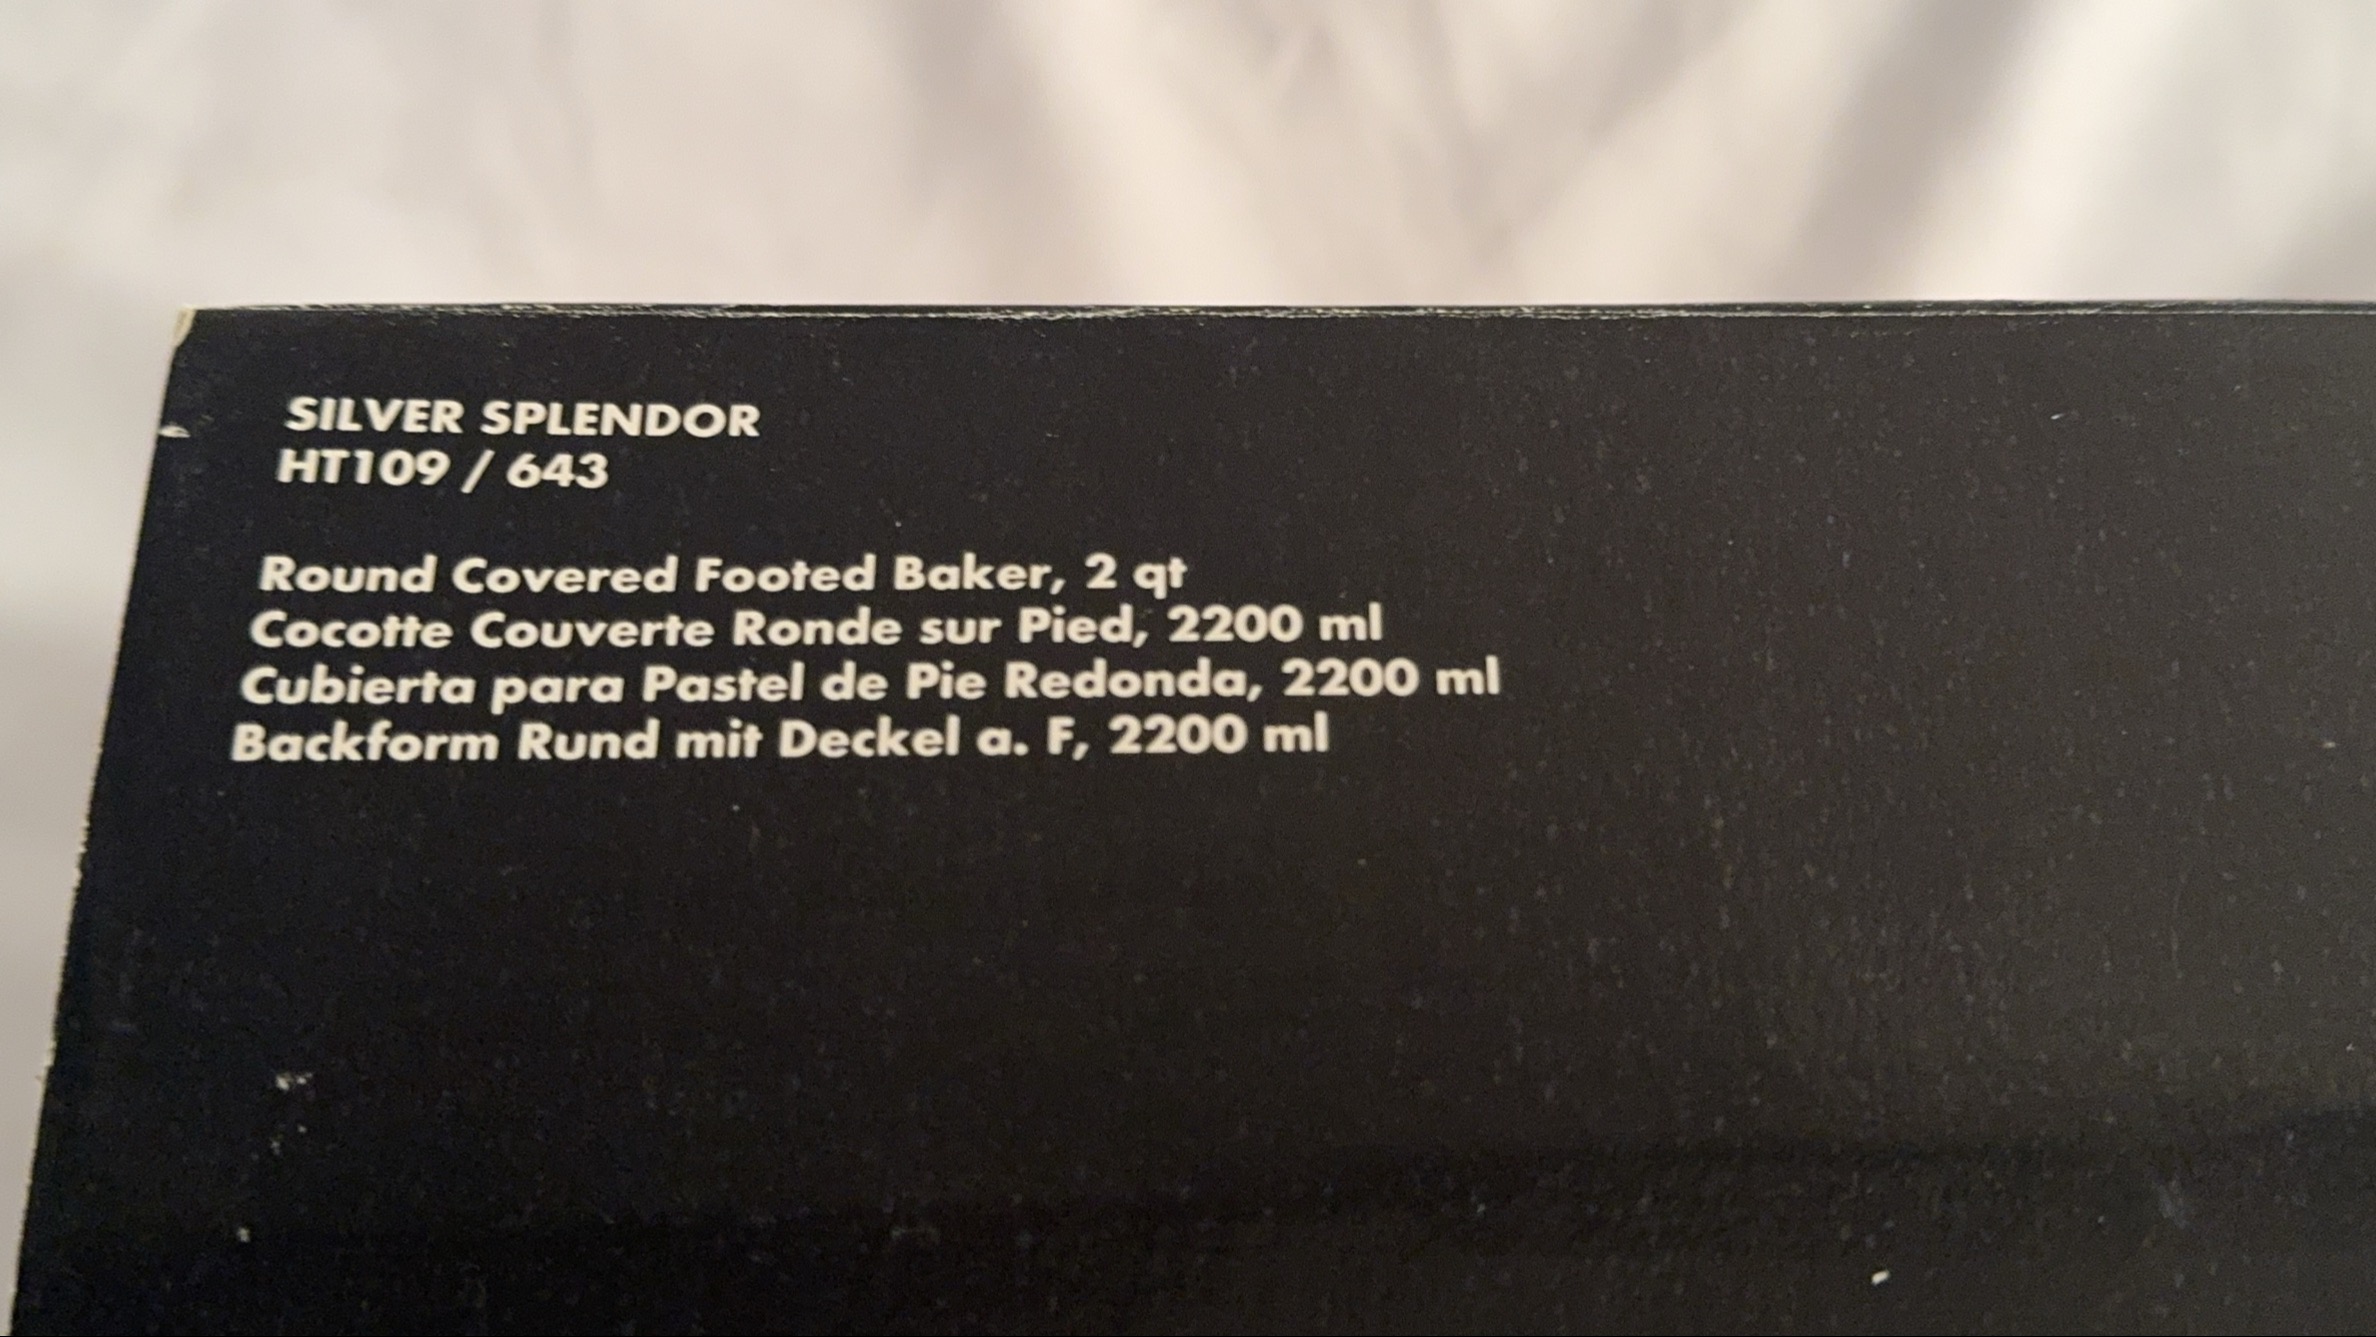 SILVER SPLENDOR
HT109 / 643
Round Covered Footed Baker, 2 qt
Cocotte Couverte Ronde sur Pied, 2200 ml
Cubierta para Pastel de Pie Redonda, 2200 ml
Backform Rund mit Deckel a. F, 2200 ml